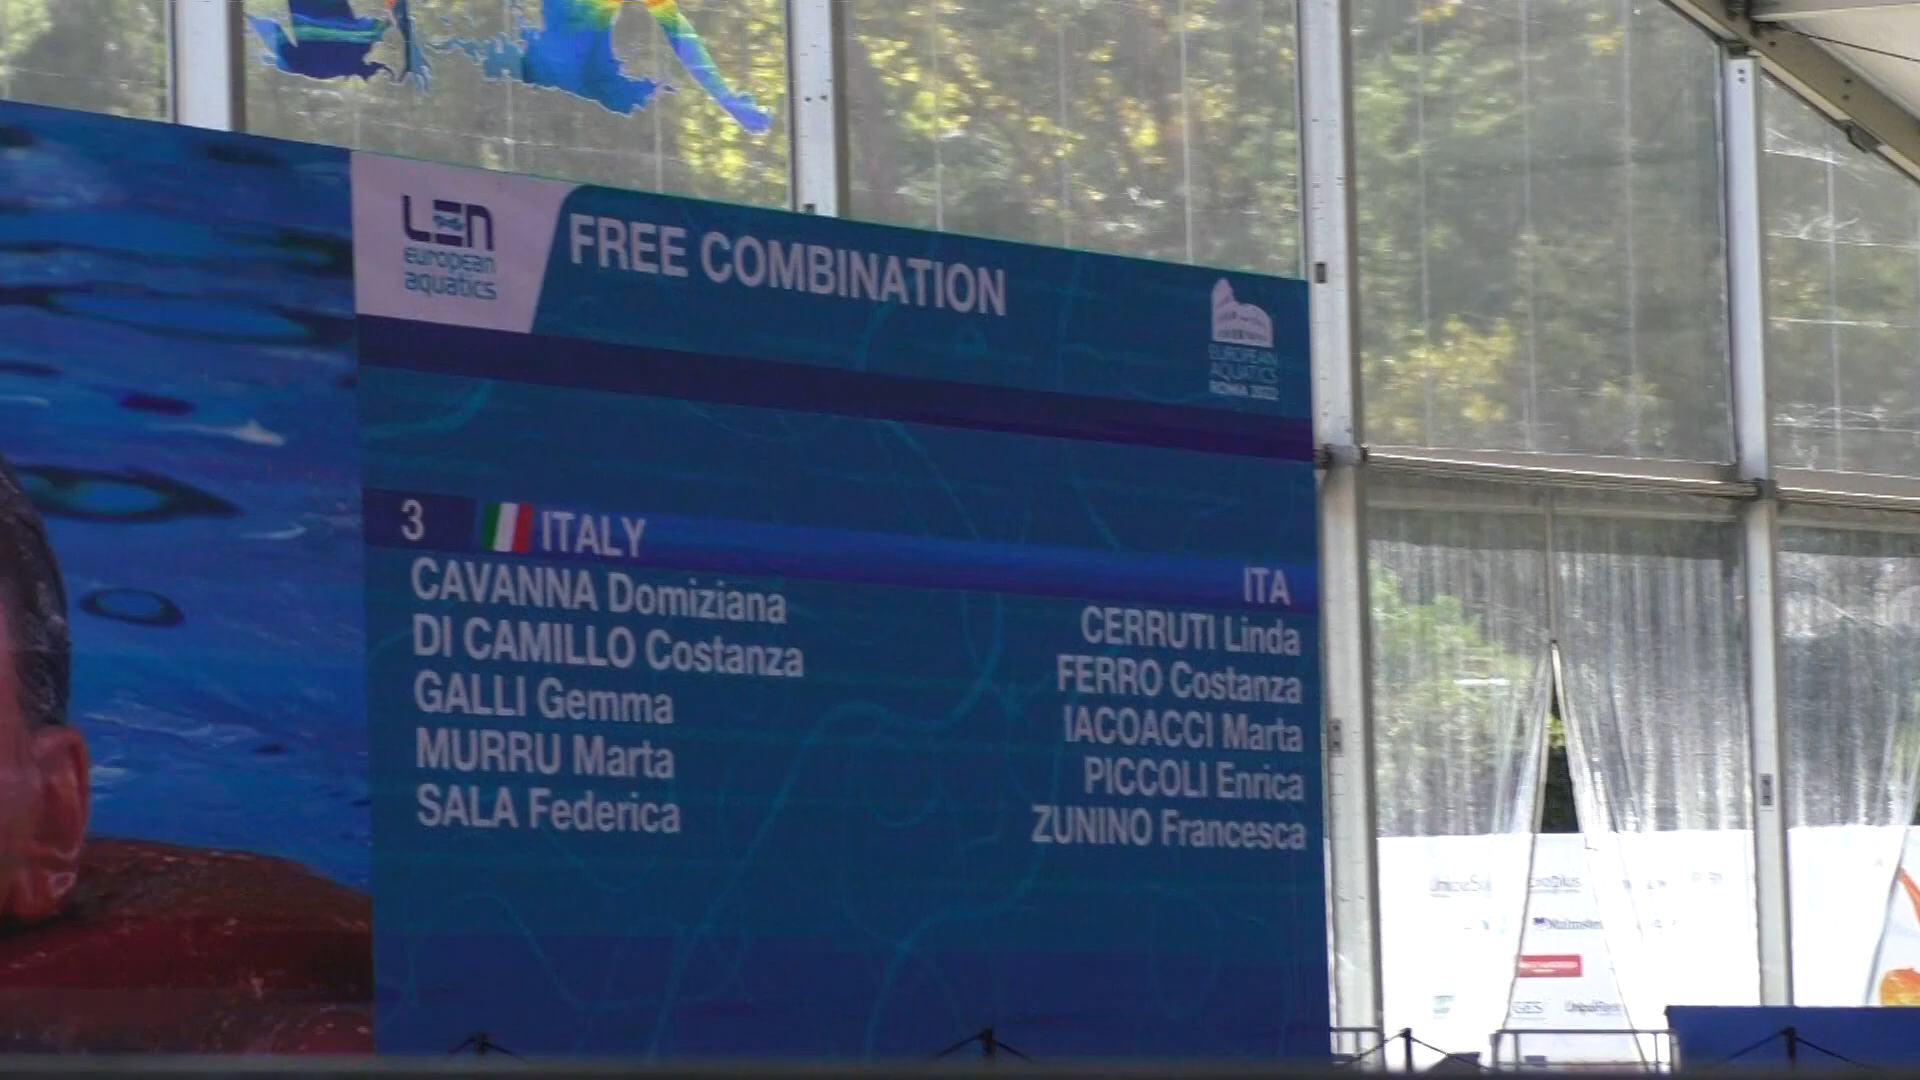 LEN
european
aquatics
FREE COMBINATION
EUROPEAN
AQUATICS
ROMA 2022
3 ITALY
ITA
CAVANNA Domiziana
CERRUTI Linda
DI CAMILLO Costanza
FERRO Costanza
GALLI Gemma
IACOACCI Marta
MURRU Marta
PICCOLI Enrica
SALA Federica
ZUNINO Francesca